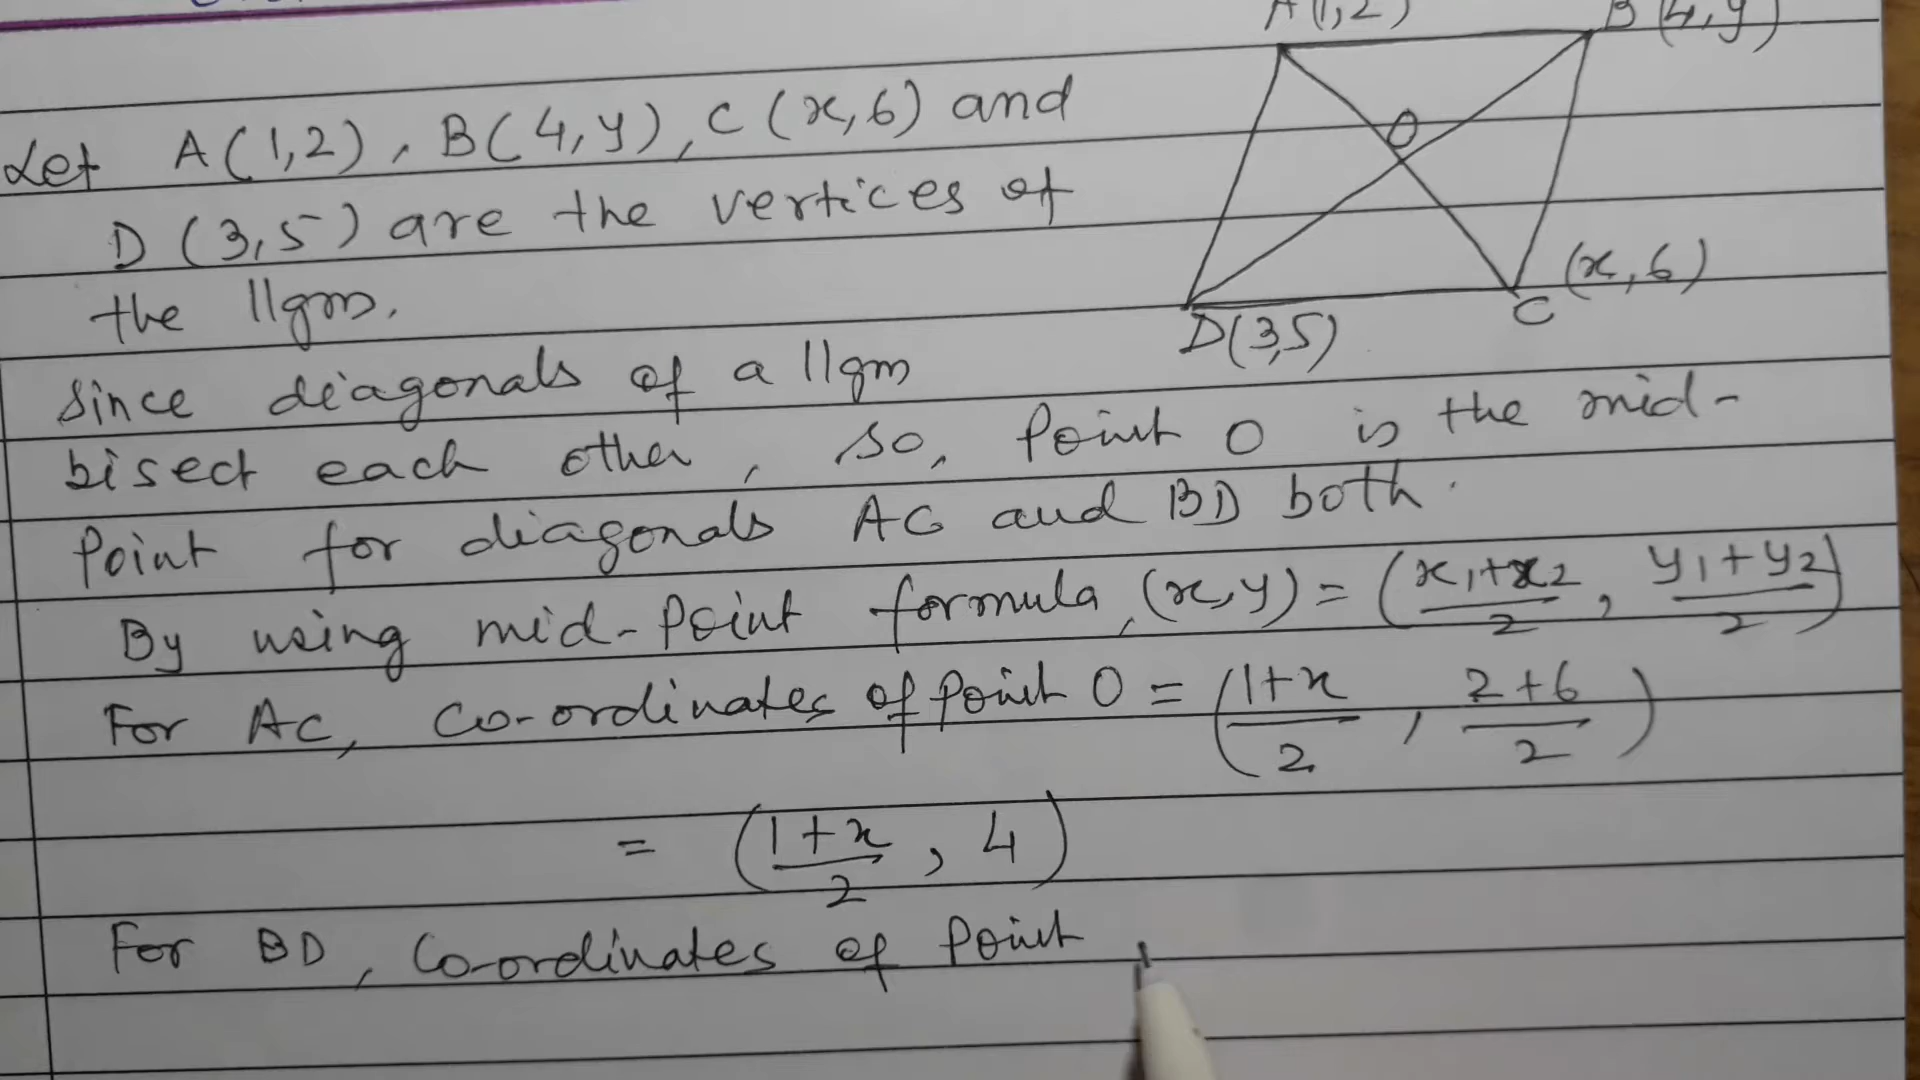 A(1,2) B(4,y)
Let A(1,2), B(4,y), C(x,6) and
D(3,5) are the vertices of
the llgm.
O
(x,6)
D(3,5) C
Since diagonals of a llgm
bisect each other, so, Point O is the mid-
Point for diagonals AC and BD both.
By using mid-Point formula, (x,y) = (x1+x2/2, y1+y2/2)
For AC, Co-ordinates of Point O = (1+x/2, 2+6/2)
= (1+x/2, 4)
For BD, Co-ordinates of Point